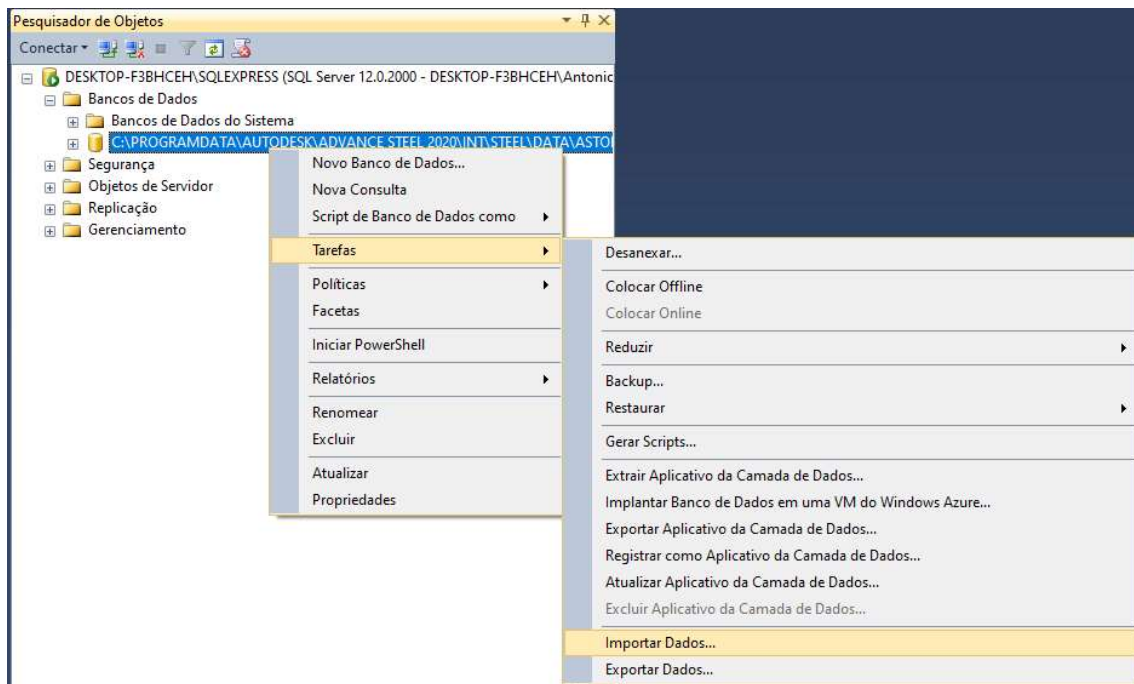 Pesquisador de Objetos
Conectar
DESKTOP-F3BHCEH\SQLEXPRESS (SQL Server 12.0.2000 - DESKTOP-F3BHCEH\Antonic
Bancos de Dados
Bancos de Dados do Sistema
C:\PROGRAMDATA\AUTODESK\ADVANCE STEEL 2020\INT\STEEL\DATA\ASTO
Segurança
Objetos de Servidor
Replicação
Gerenciamento
Novo Banco de Dados...
Nova Consulta
Script de Banco de Dados como
Tarefas
Políticas
Facetas
Iniciar PowerShell
Relatórios
Renomear
Excluir
Atualizar
Propriedades
Desanexar...
Colocar Offline
Colocar Online
Reduzir
Backup...
Restaurar
Gerar Scripts...
Extrair Aplicativo da Camada de Dados...
Implantar Banco de Dados em uma VM do Windows Azure...
Exportar Aplicativo da Camada de Dados...
Registrar como Aplicativo da Camada de Dados...
Atualizar Aplicativo da Camada de Dados...
Excluir Aplicativo da Camada de Dados...
Importar Dados...
Exportar Dados...